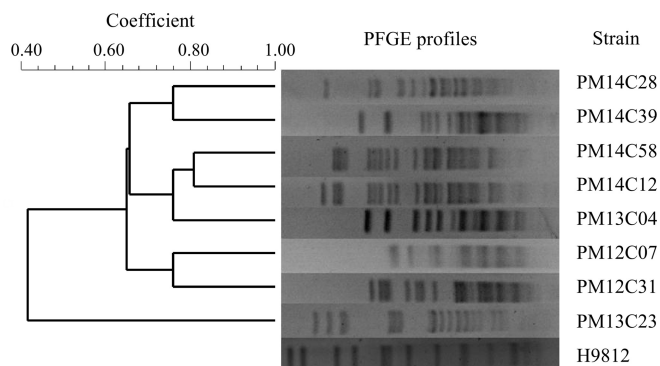 Coefficient
0.40 0.60 0.80 1.00
PFGE profiles
Strain
PM14C28
PM14C39
PM14C58
PM14C12
PM13C04
PM12C07
PM12C31
PM13C23
H9812